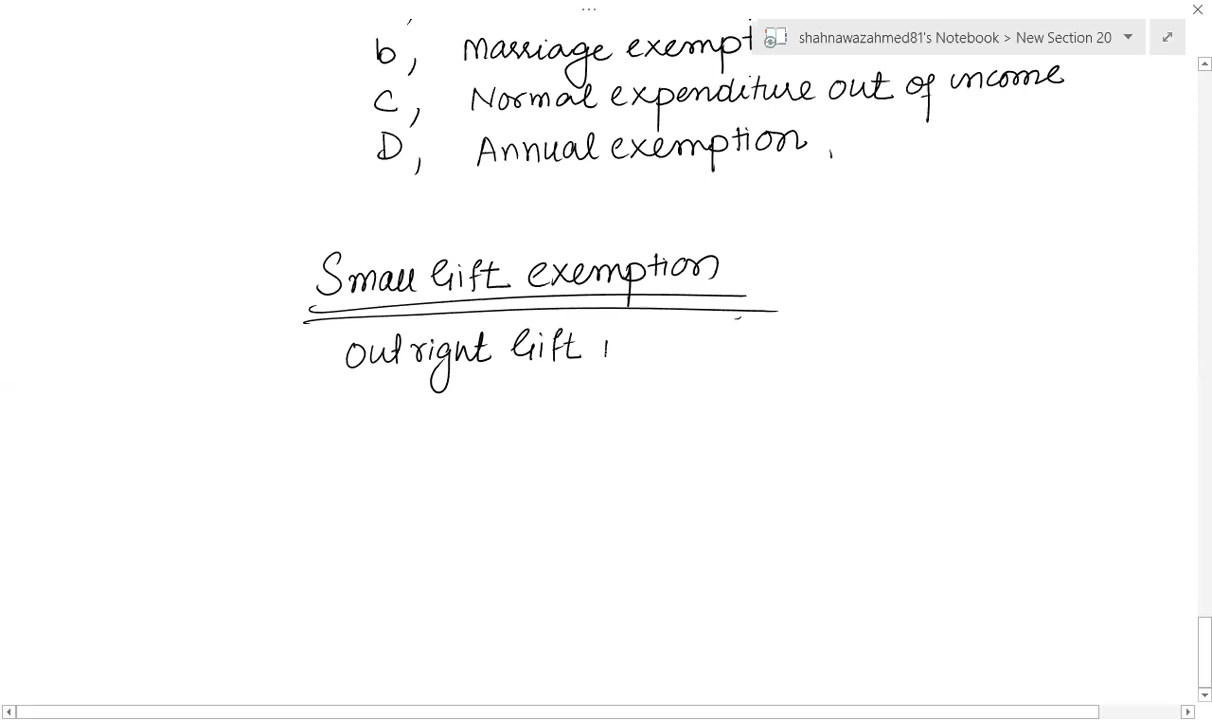 b, Marriage exempt
shahnawazahmed81's Notebook > New Section 20
C, Normal expenditure out of income
D, Annual exemption.
Small Gift exemption
outright Gift